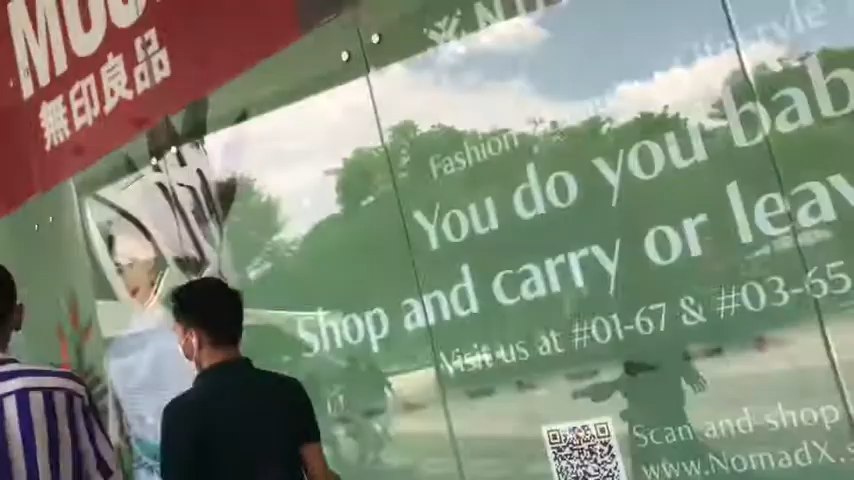 MUJ
無印良品
Fashion
You do you bab
Shop and carry or leav
Visit us at #01-67 & #03-65
Scan and shop
www.NomadX.s